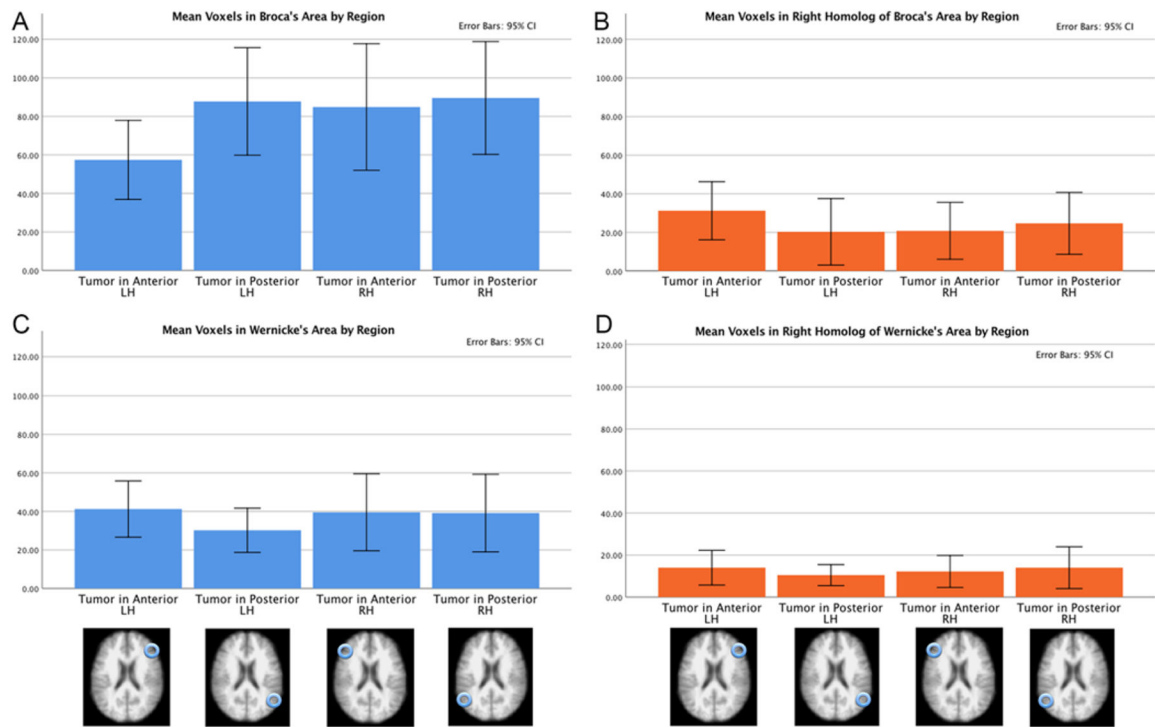 A
Mean Voxels in Broca's Area by Region
Error Bars: 95% CI
120.00
100.00
80.00
60.00
40.00
20.00
0.00
Tumor in Anterior LH
Tumor in Posterior LH
Tumor in Anterior RH
Tumor in Posterior RH
B
Mean Voxels in Right Homolog of Broca's Area by Region
Error Bars: 95% CI
120.00
100.00
80.00
60.00
40.00
20.00
0.00
Tumor in Anterior LH
Tumor in Posterior LH
Tumor in Anterior RH
Tumor in Posterior RH
C
Mean Voxels in Wernicke's Area by Region
Error Bars: 95% CI
120.00
100.00
80.00
60.00
40.00
20.00
0.00
Tumor in Anterior LH
Tumor in Posterior LH
Tumor in Anterior RH
Tumor in Posterior RH
D
Mean Voxels in Right Homolog of Wernicke's Area by Region
Error Bars: 95% CI
120.00
100.00
80.00
60.00
40.00
20.00
0.00
Tumor in Anterior LH
Tumor in Posterior LH
Tumor in Anterior RH
Tumor in Posterior RH